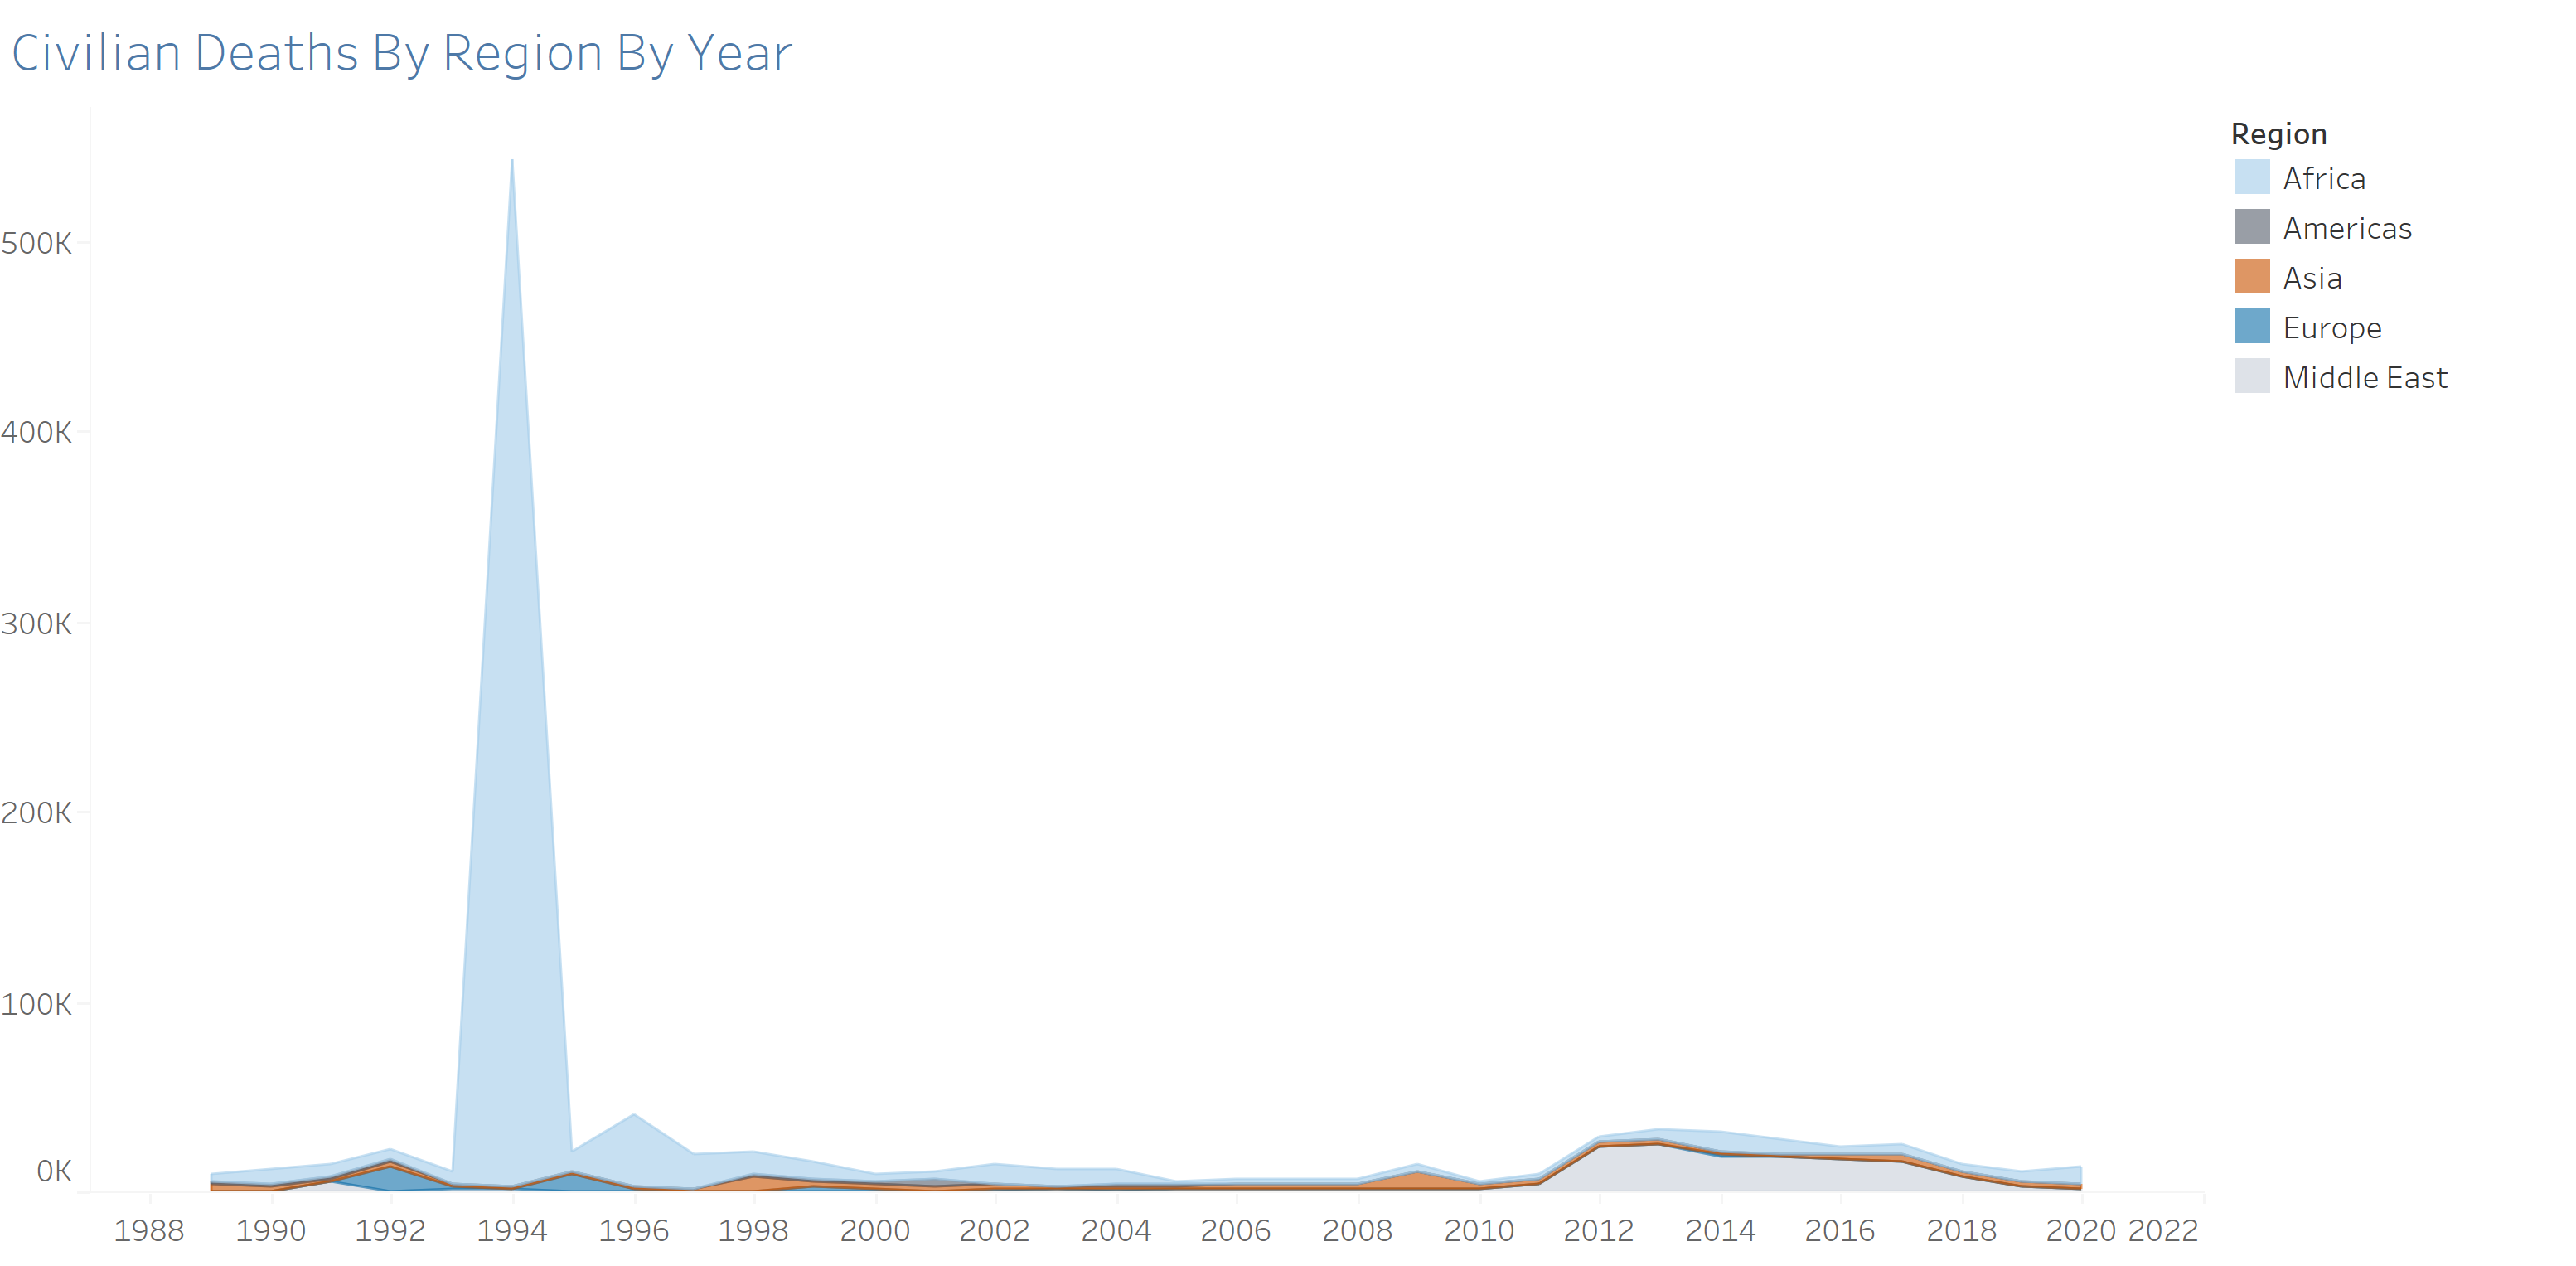 Civilian Deaths By Region By Year
Region
Africa
Americas
Asia
Europe
Middle East
500K
400K
300K
200K
100K
0K
1988 1990 1992 1994 1996 1998 2000 2002 2004 2006 2008 2010 2012 2014 2016 2018 2020 2022